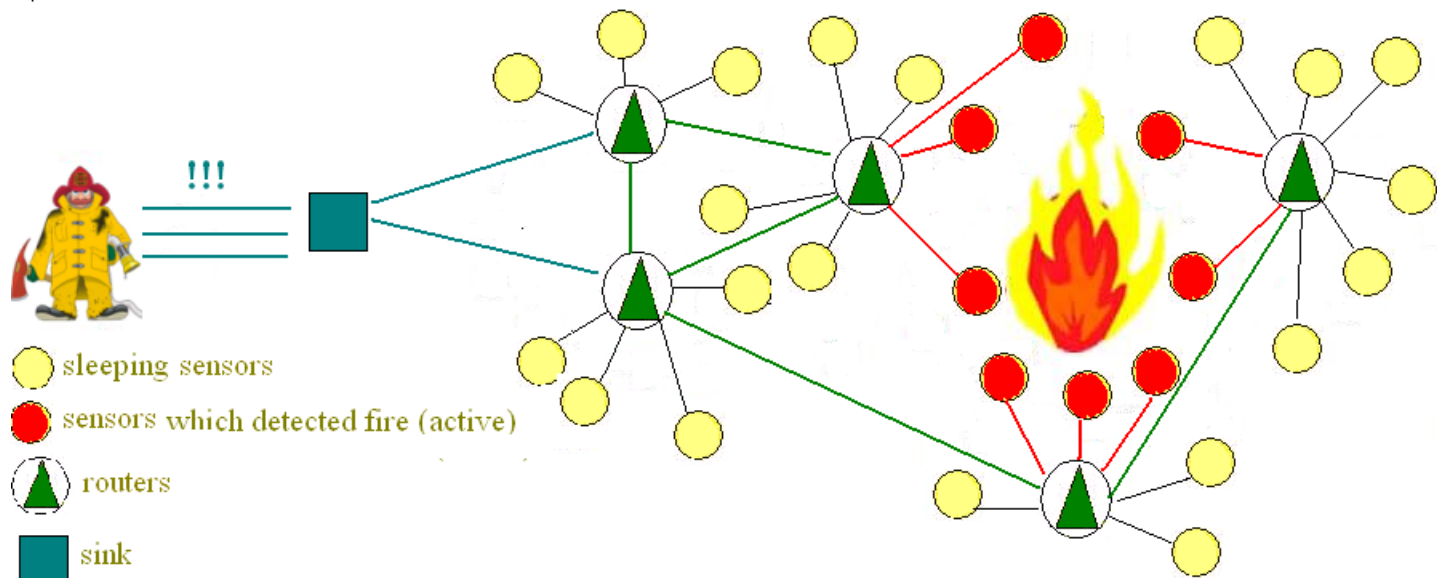 !!!
sleeping sensors
sensors which detected fire (active)
routers
sink